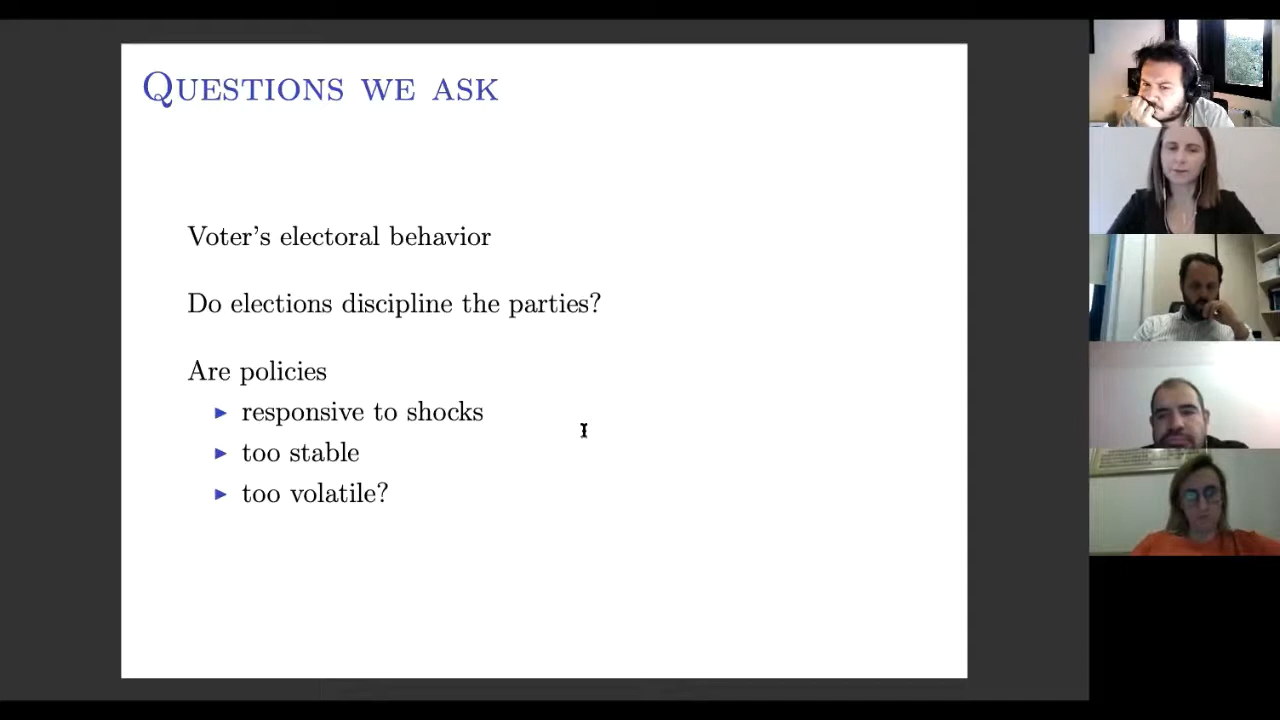 Questions we ask
Voter's electoral behavior
Do elections discipline the parties?
Are policies
▶ responsive to shocks
▶ too stable
▶ too volatile?